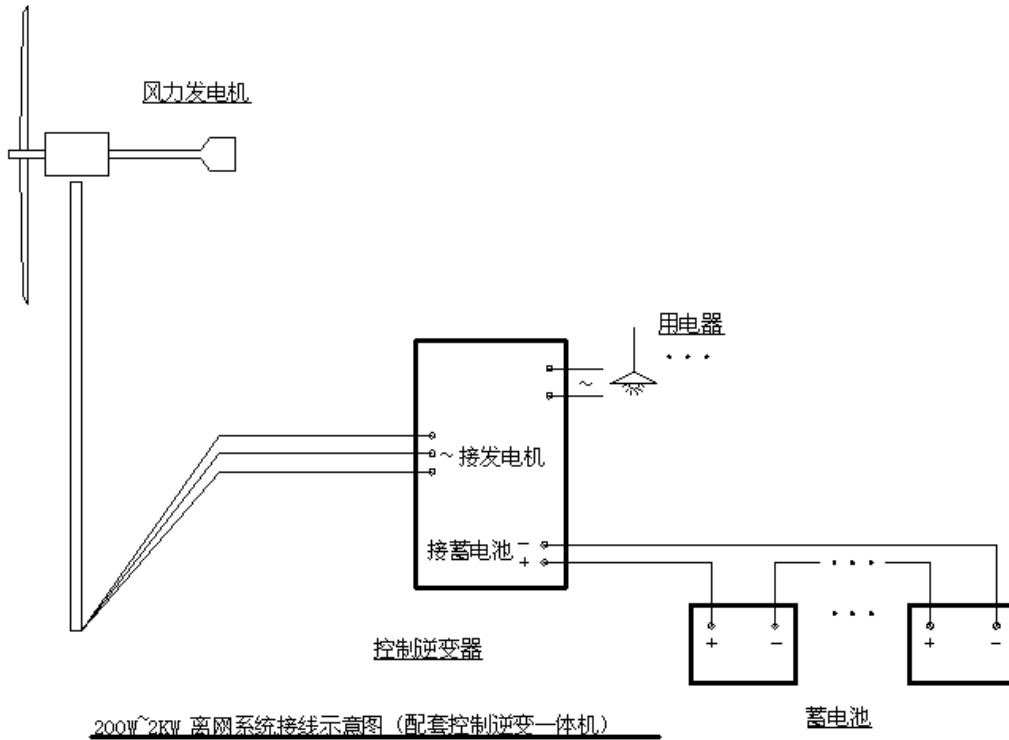 风力发电机
用电器
~
~接发电机
接蓄电池 −
+
+ −
+ −
控制逆变器
蓄电池
200W~2KW 离网系统接线示意图 (配套控制逆变一体机)